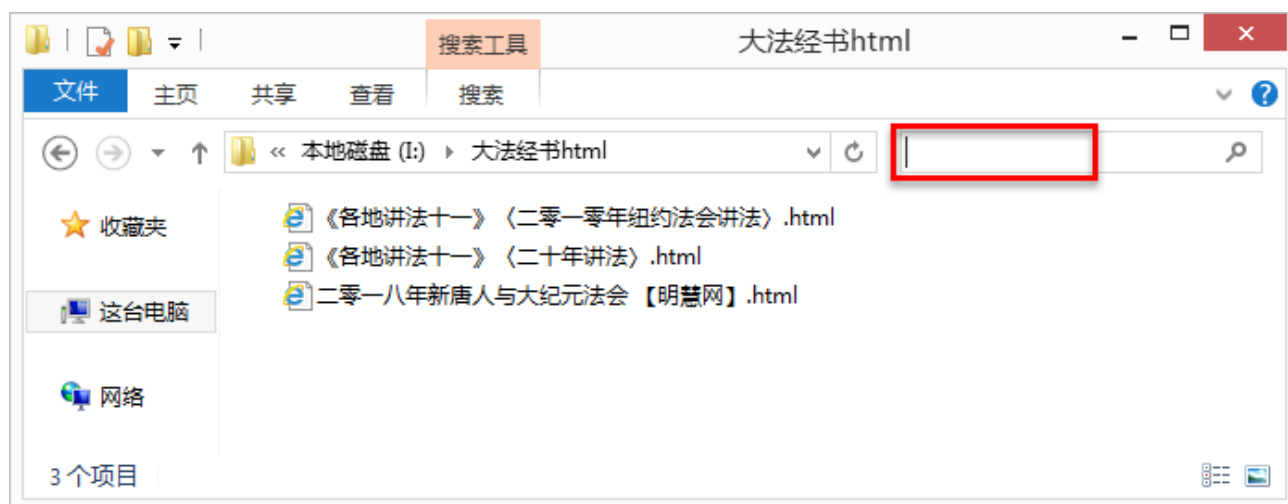 搜索工具
大法经书html
文件 主页 共享 查看 搜索
« 本地磁盘 (I:) 大法经书html
收藏夹
《各地讲法十一》〈二零一零年纽约法会讲法〉.html
《各地讲法十一》〈二十年讲法〉.html
二零一八年新唐人与大纪元法会 【明慧网】.html
这台电脑
网络
3 个项目